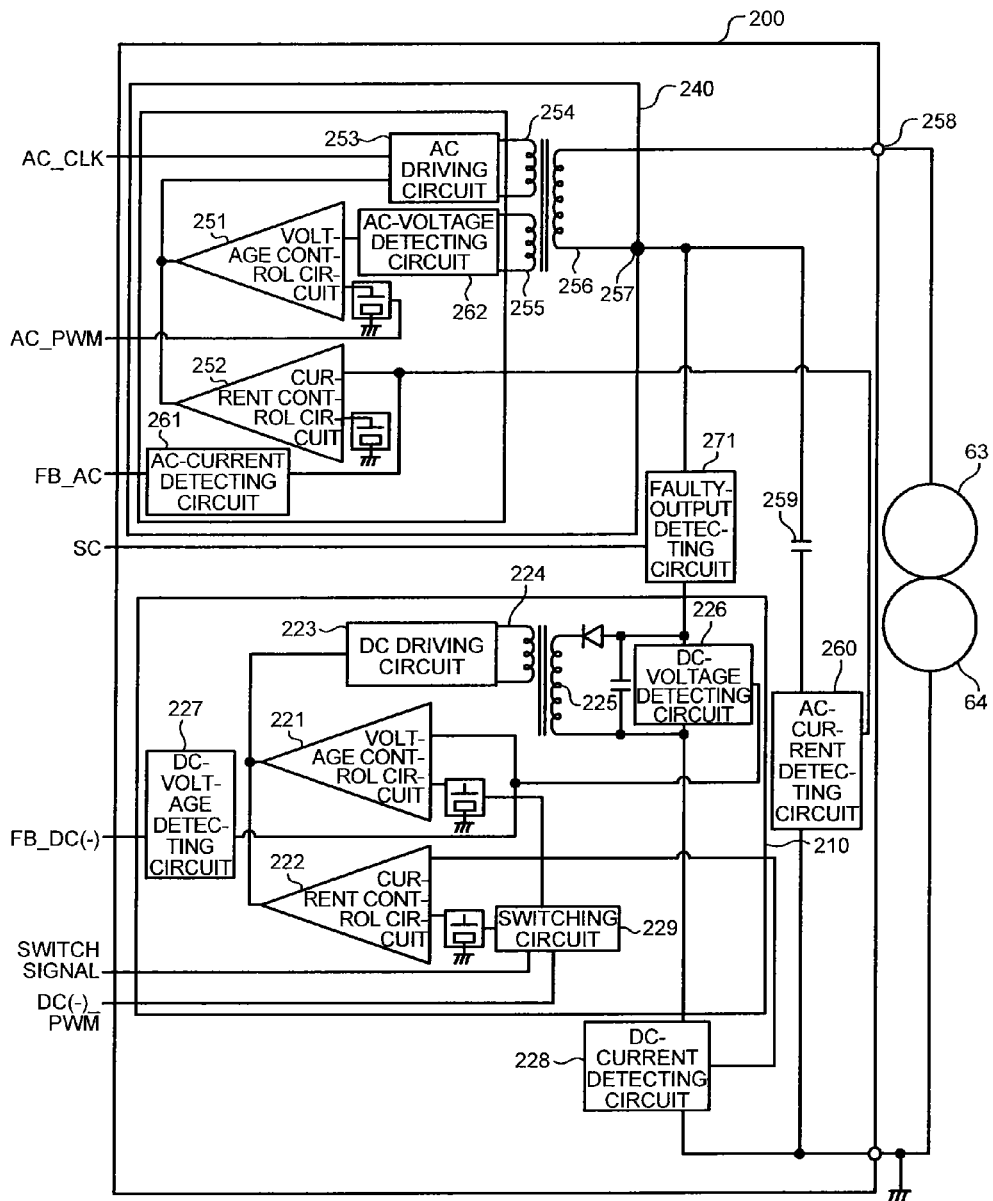 200
240
254
253
258
AC_CLK
AC
DRIVING
CIRCUIT
251
VOLT-
AGE CONT-
ROL CIR-
CUIT
AC-VOLTAGE
DETECTING
CIRCUIT
262
255
256
257
AC_PWM
252
CUR-
RENT CONT-
ROL CIR-
CUIT
261
AC-CURRENT
DETECTING
CIRCUIT
FB_AC
271
FAULTY-
OUTPUT
DETEC-
TING
CIRCUIT
259
63
SC
224
223
226
DC DRIVING
CIRCUIT
225
DC-
VOLTAGE
DETECTING
CIRCUIT
260
64
AC-
CUR-
RENT
DETEC-
TING
CIRCUIT
227
221
VOLT-
AGE CONT-
ROL CIR-
CUIT
DC-
VOLT-
AGE
DETEC-
TING
CIRCUIT
FB_DC(-)
210
222
CUR-
RENT CONT-
ROL CIR-
CUIT
SWITCHING
CIRCUIT
229
SWITCH
SIGNAL
DC(-)_
PWM
228
DC-
CURRENT
DETECTING
CIRCUIT